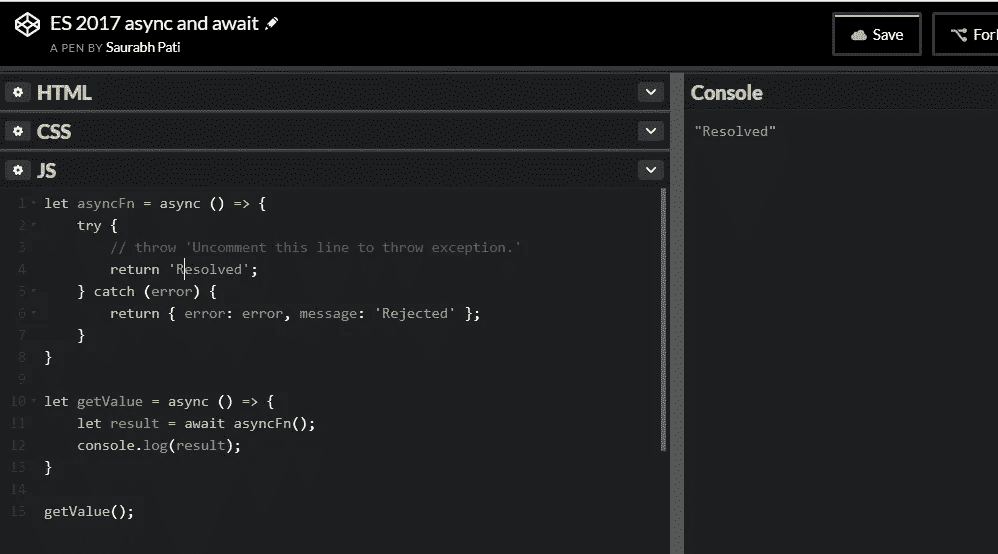 ES 2017 async and await
A PEN BY Saurabh Pati
Save
Fork
HTML
CSS
JS
1 let asyncFn = async () => {
2 try {
3 // throw 'Uncomment this line to throw exception.'
4 return 'Resolved';
5 } catch (error) {
6 return { error: error, message: 'Rejected' };
7 }
8 }
9
10 let getValue = async () => {
11 let result = await asyncFn();
12 console.log(result);
13 }
14
15 getValue();
Console
"Resolved"